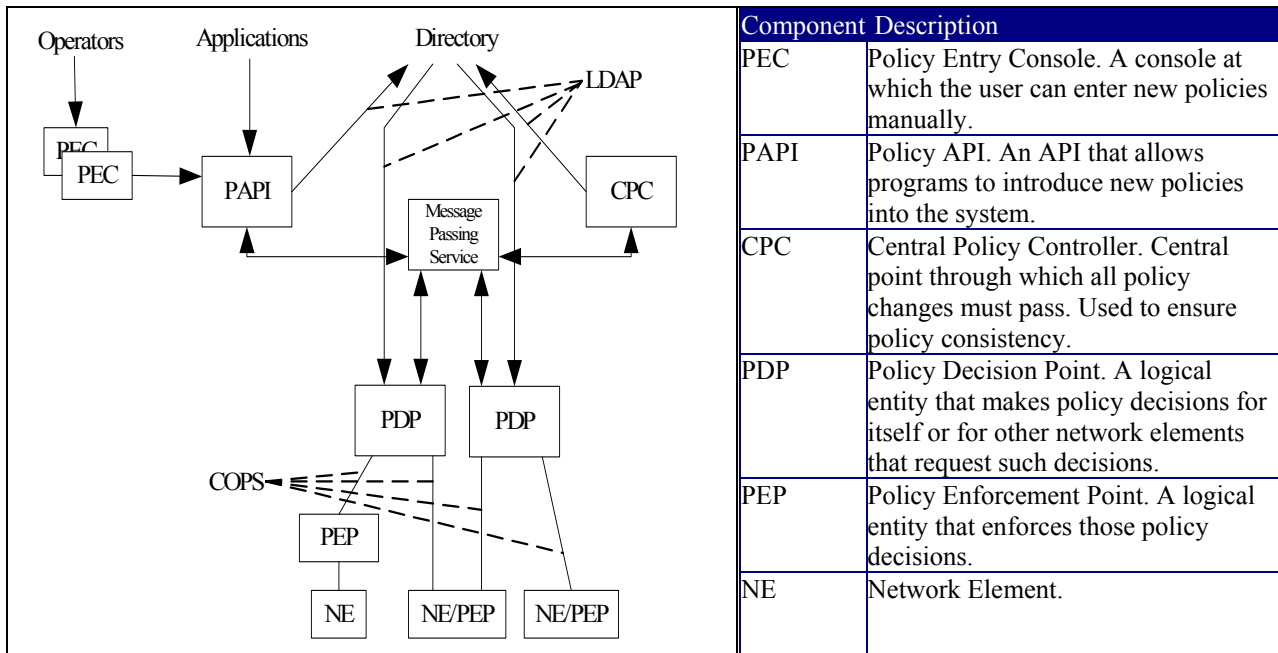 Operators
Applications
Directory
LDAP
PEC
PEC
PAPI
CPC
Message
Passing
Service
PDP
PDP
COPS
PEP
NE
NE/PEP
NE/PEP
Component Description
PEC Policy Entry Console. A console at
which the user can enter new policies
manually.
PAPI Policy API. An API that allows
programs to introduce new policies
into the system.
CPC Central Policy Controller. Central
point through which all policy
changes must pass. Used to ensure
policy consistency.
PDP Policy Decision Point. A logical
entity that makes policy decisions for
itself or for other network elements
that request such decisions.
PEP Policy Enforcement Point. A logical
entity that enforces those policy
decisions.
NE Network Element.